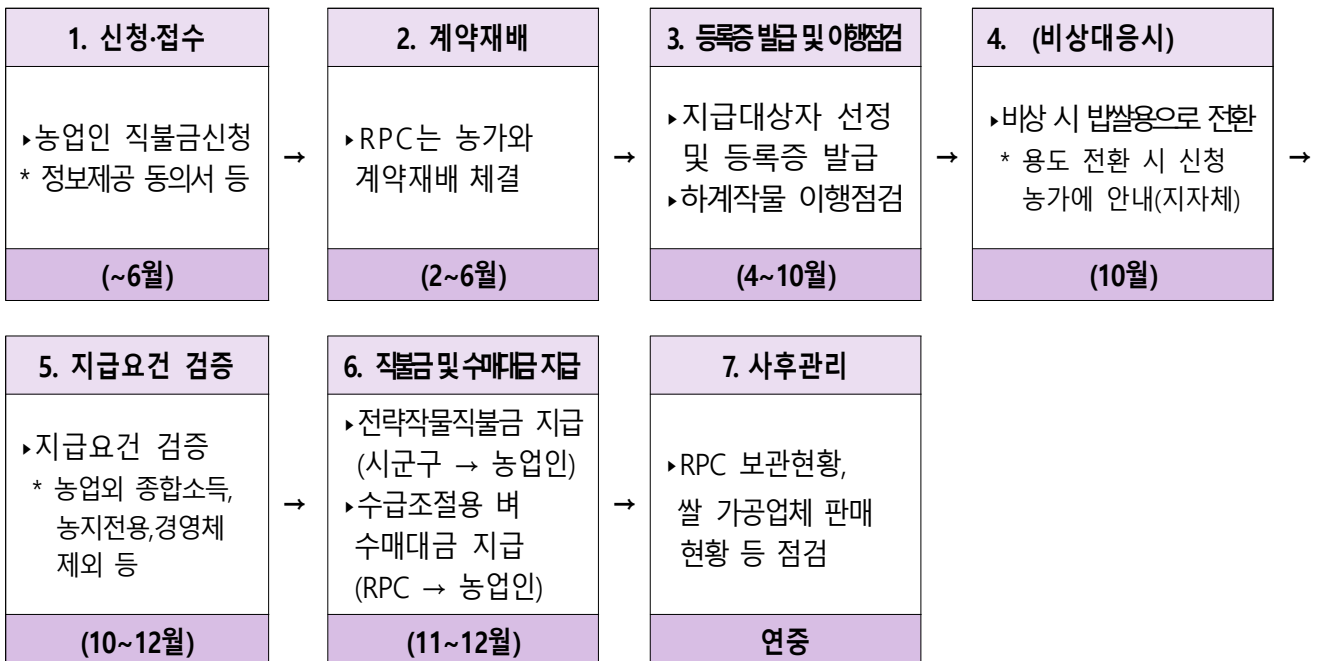 1. 신청·접수
▸농업인 직불금신청
* 정보제공 동의서 등
(~6월)
→
2. 계약재배
▸RPC는 농가와
계약재배 체결
(2~6월)
→
3. 등록증 발급 및 이행점검
▸지급대상자 선정
및 등록증 발급
▸하계작물 이행점검
(4~10월)
→
4. (비상대응시)
▸비상 시 밥쌀용으로 전환
* 용도 전환 시 신청
농가에 안내(지자체)
(10월)
→
5. 지급요건 검증
▸지급요건 검증
* 농업외 종합소득,
농지전용,경영체
제외 등
(10~12월)
→
6. 직불금 및 수매대금 지급
▸전략작물직불금 지급
(시군구 → 농업인)
▸수급조절용 벼
수매대금 지급
(RPC → 농업인)
(11~12월)
→
7. 사후관리
▸RPC 보관현황,
쌀 가공업체 판매
현황 등 점검
연중